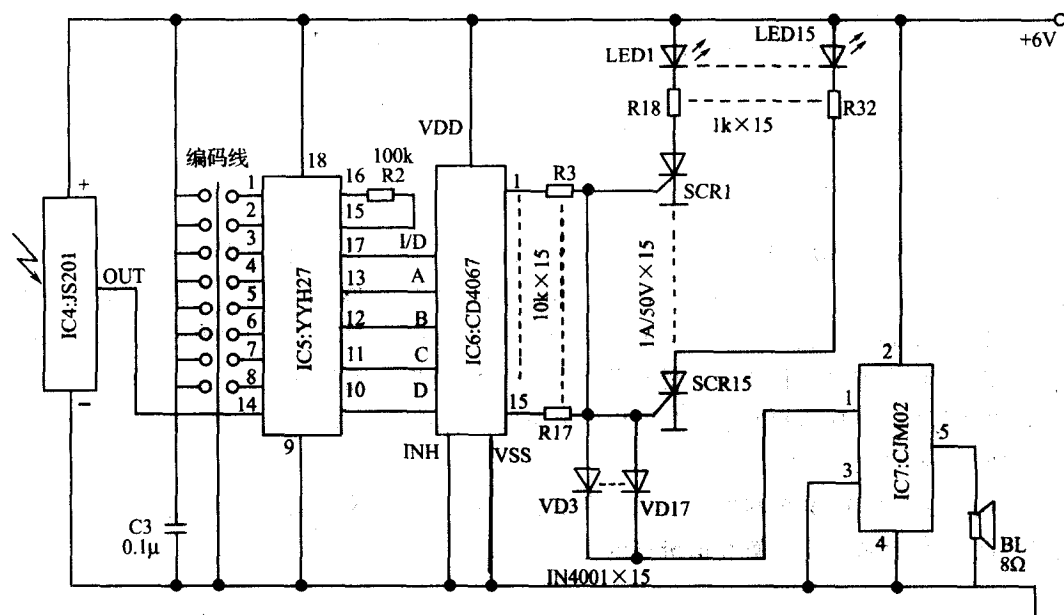 LED1
LED15
+6V
R18
R32
1k×15
VDD
编码线
18
100k
R2
16
15
17
I/D
13
A
12
B
11
C
10
D
1
2
3
4
5
6
7
8
14
9
+
OUT
IC4:JS201
−
IC5:YYH27
IC6:CD4067
1
R3
SCR1
10k×15
1A/50V×15
SCR15
15
R17
INH
VSS
VD3
VD17
IN4001×15
2
1
5
3
4
IC7:CJM02
BL
8Ω
C3
0.1μ